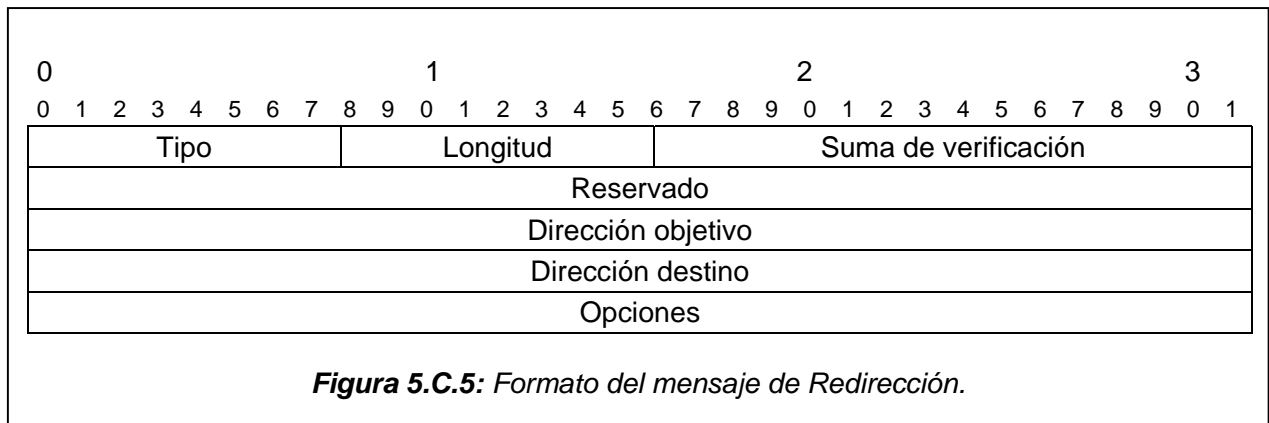 0 1 2 3
0 1 2 3 4 5 6 7 8 9 0 1 2 3 4 5 6 7 8 9 0 1 2 3 4 5 6 7 8 9 0 1
Tipo Longitud Suma de verificación
Reservado
Dirección objetivo
Dirección destino
Opciones
Figura 5.C.5: Formato del mensaje de Redirección.